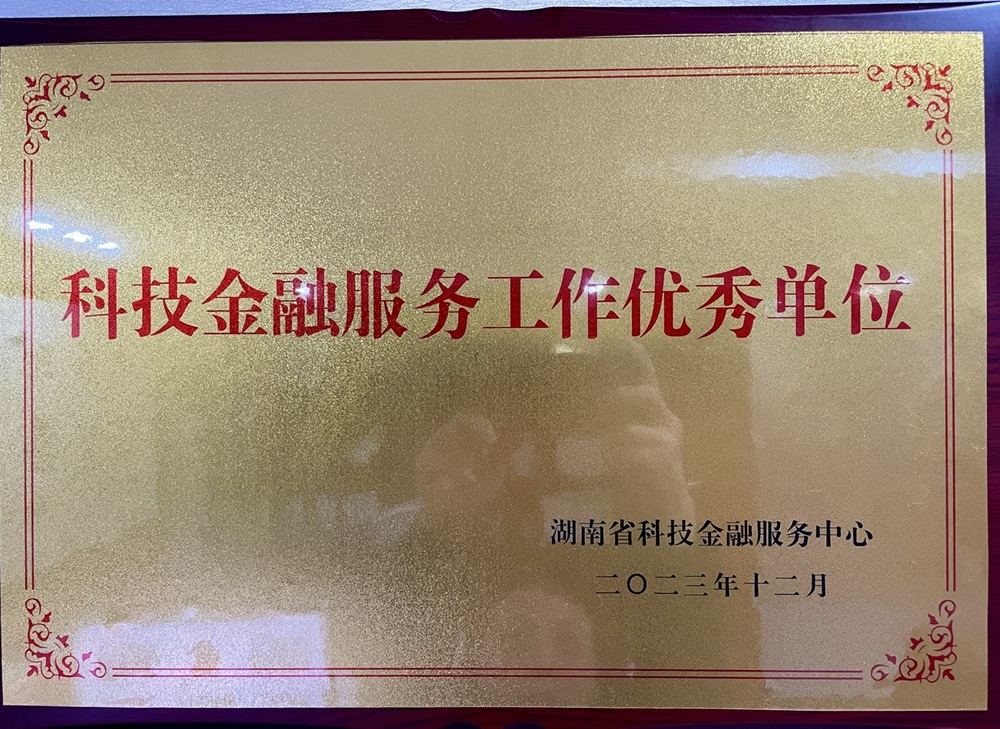 科技金融服务工作优秀单位
湖南省科技金融服务中心
二〇二三年十二月